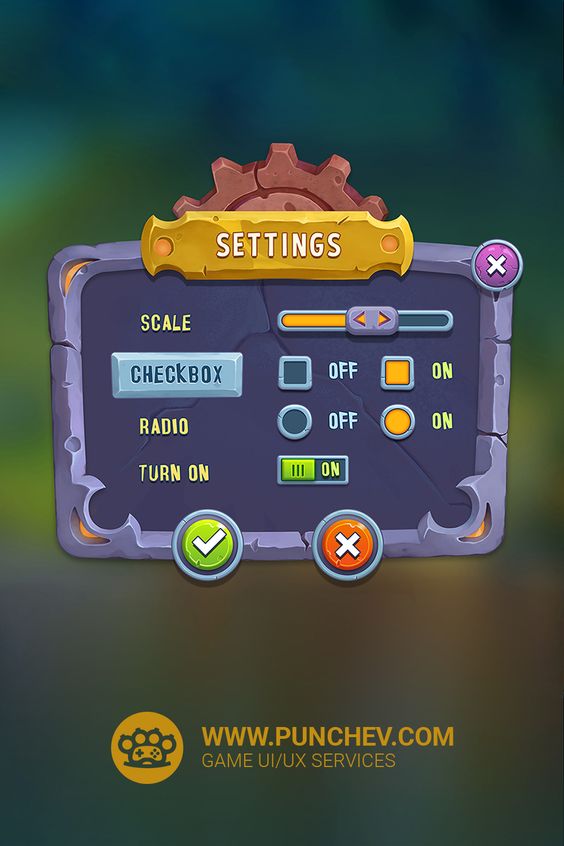 SETTINGS
SCALE
CHECKBOX OFF ON
RADIO OFF ON
TURN ON ON
WWW.PUNCHEV.COM
GAME UI/UX SERVICES